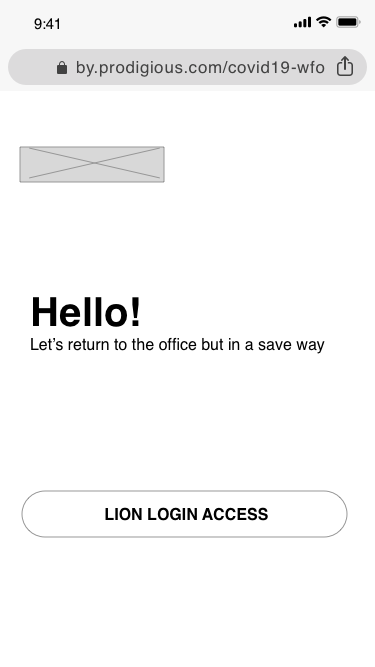 9:41
by.prodigious.com/covid19-wfo
Hello!
Let's return to the office but in a save way
LION LOGIN ACCESS